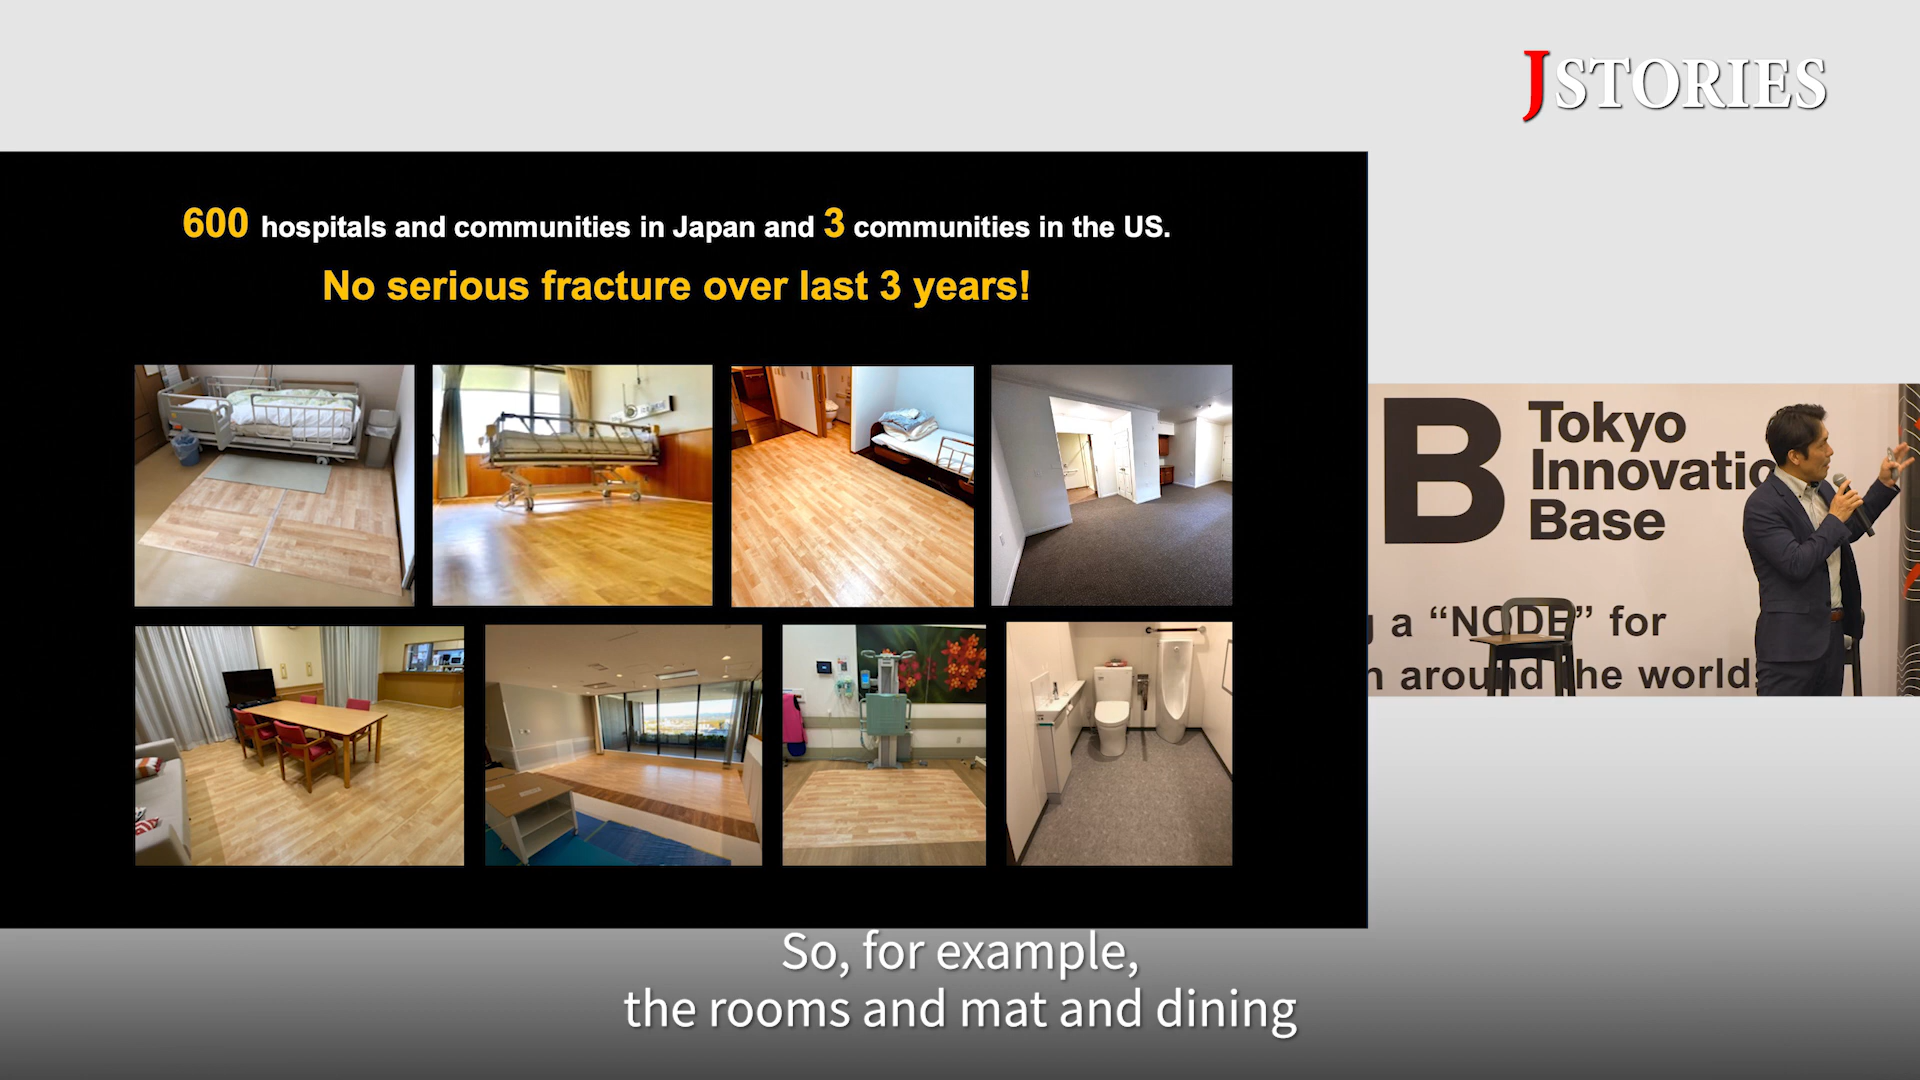 JSTORIES
600 hospitals and communities in Japan and 3 communities in the US.
No serious fracture over last 3 years!
B Tokyo
Innovatio
Base
a “NODE” for
around the world
So, for example,
the rooms and mat and dining